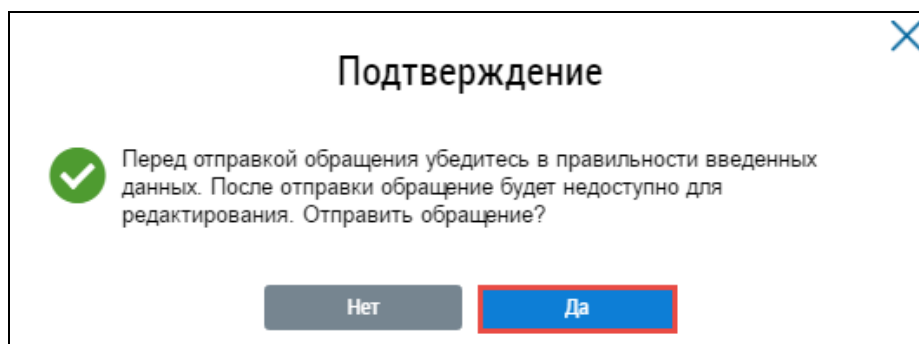 Подтверждение
Перед отправкой обращения убедитесь в правильности введенных
данных. После отправки обращение будет недоступно для
редактирования. Отправить обращение?
Нет
Да